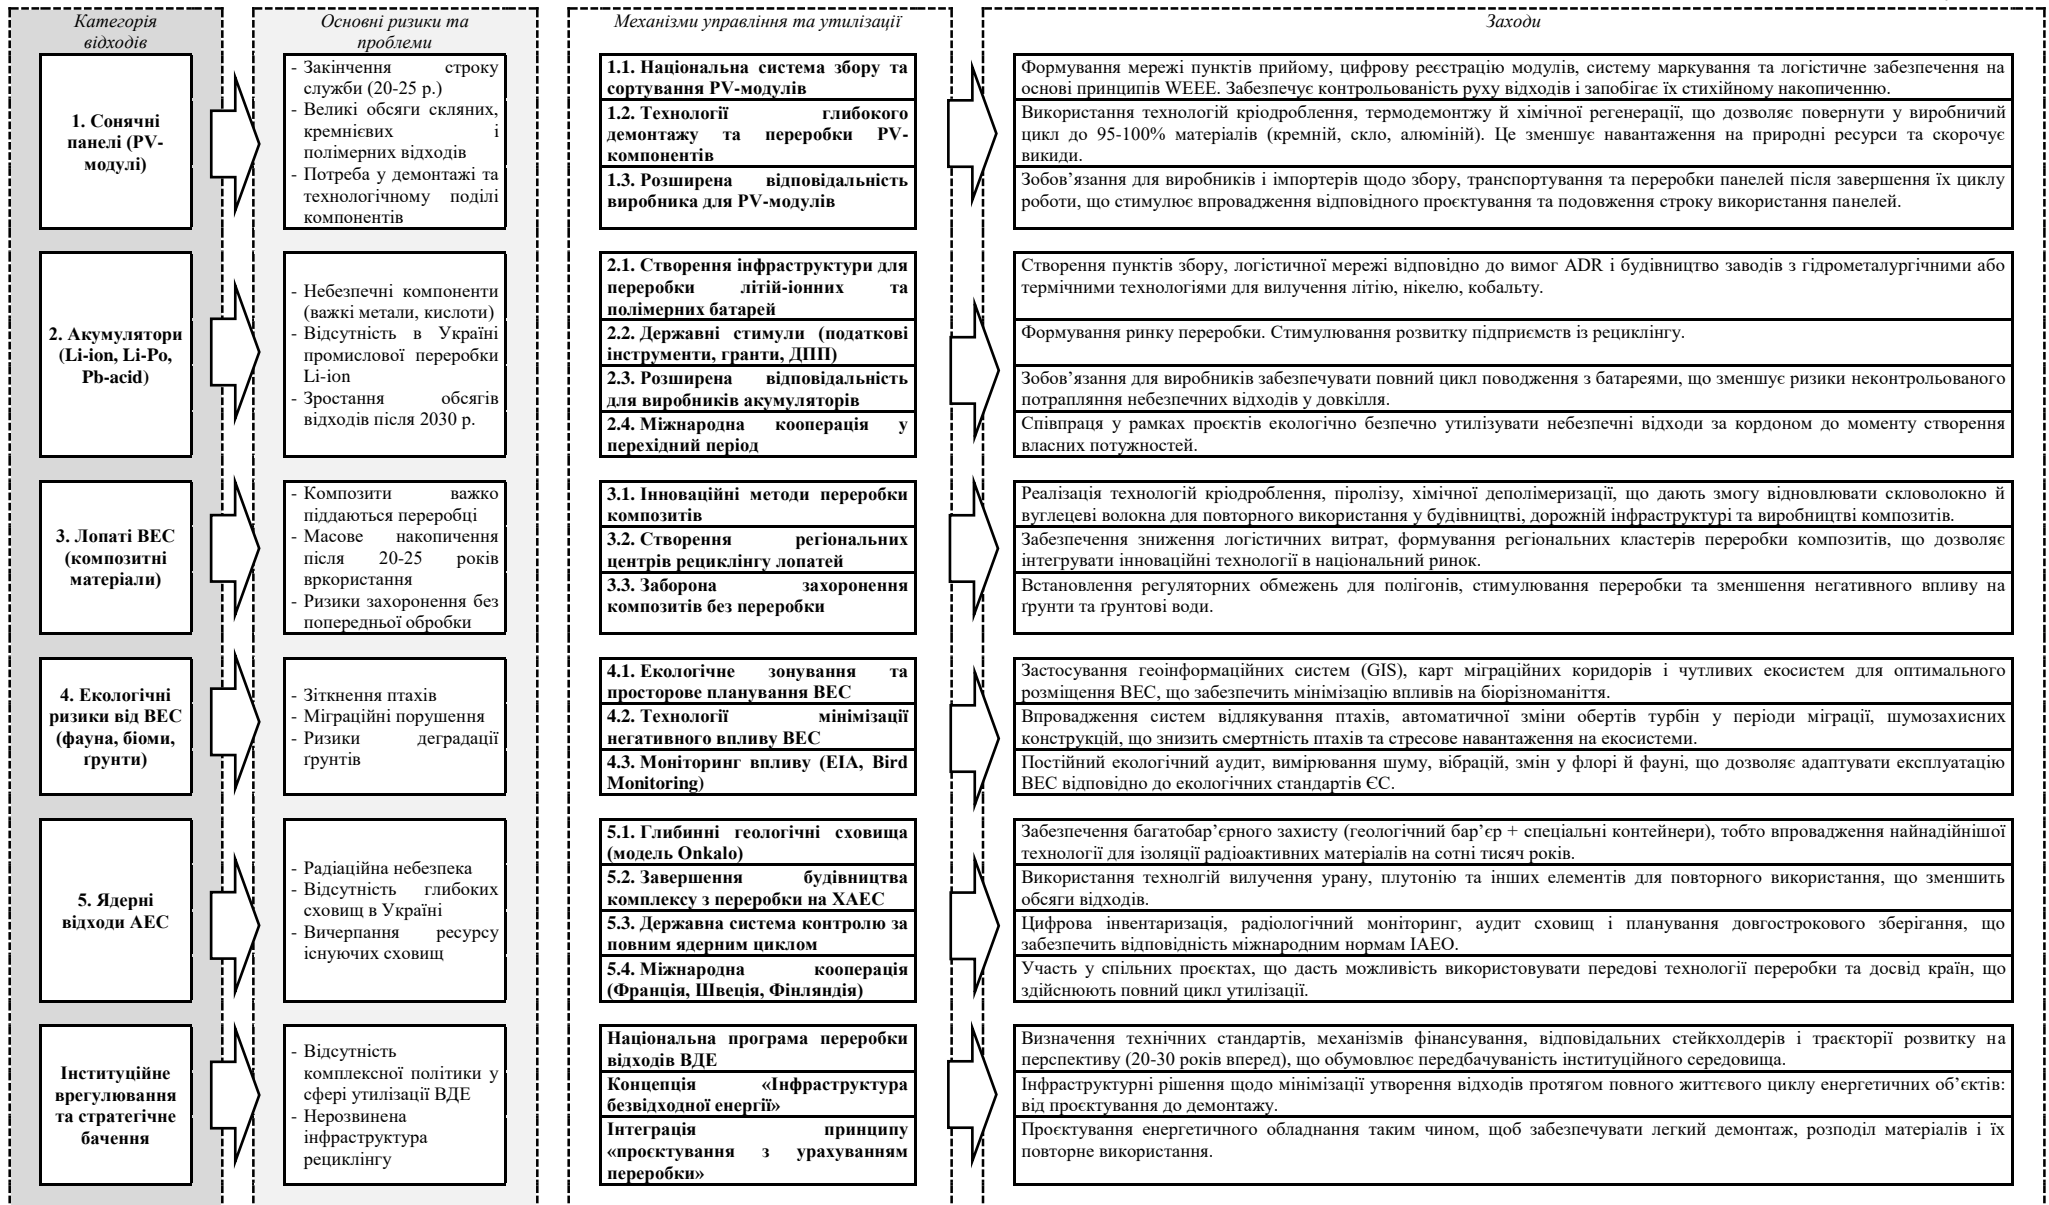 Категорія
відходів
Основні ризики та
проблеми
Механізми управління та утилізації
Заходи
1. Сонячні
панелі (PV-
модулі)
- Закінчення строку
служби (20-25 р.)
- Великі обсяги скляних,
кремнієвих і
полімерних відходів
- Потреба у демонтажі та
технологічному поділі
компонентів
1.1. Національна система збору та
сортування PV-модулів
Формування мережі пунктів прийому, цифрову реєстрацію модулів, систему маркування та логістичне забезпечення на
основі принципів WEEE. Забезпечує контрольованість руху відходів і запобігає їх стихійному накопиченню.
1.2. Технології глибокого
демонтажу та переробки PV-
компонентів
Використання технологій кріодроблення, термодемонтжу й хімічної регенерації, що дозволяє повернути у виробничий
цикл до 95-100% матеріалів (кремній, скло, алюміній). Це зменшує навантаження на природні ресурси та скорочує
викиди.
1.3. Розширена відповідальність
виробника для PV-модулів
Зобов’язання для виробників і імпортерів щодо збору, транспортування та переробки панелей після завершення їх циклу
роботи, що стимулює впровадження відповідного проєктування та подовження строку використання панелей.
2. Акумулятори
(Li-ion, Li-Po,
Pb-acid)
- Небезпечні компоненти
(важкі метали, кислоти)
- Відсутність в Україні
промислової переробки
Li-ion
- Зростання обсягів
відходів після 2030 р.
2.1. Створення інфраструктури для
переробки літій-іонних та
полімерних батарей
Створення пунктів збору, логістичної мережі відповідно до вимог ADR і будівництво заводів з гідрометалургічними або
термічними технологіями для вилучення літію, нікелю, кобальту.
2.2. Державні стимули (податкові
інструменти, гранти, ДПП)
Формування ринку переробки. Стимулювання розвитку підприємств із рециклінгу.
2.3. Розширена відповідальність
для виробників акумуляторів
Зобов’язання для виробників забезпечувати повний цикл поводження з батареями, що зменшує ризики неконтрольованого
потрапляння небезпечних відходів у довкілля.
2.4. Міжнародна кооперація у
перехідний період
Співпраця у рамках проєктів екологічно безпечно утилізувати небезпечні відходи за кордоном до моменту створення
власних потужностей.
3. Лопаті ВЕС
(композитні
матеріали)
- Композити важко
піддаються переробці
- Масове накопичення
після 20-25 років
вркористання
- Ризики захоронення без
попередньої обробки
3.1. Інноваційні методи переробки
композитів
Реалізація технологій кріодроблення, піролізу, хімічної деполімеризації, що дають змогу відновлювати скловолокно й
вуглецеві волокна для повторного використання у будівництві, дорожній інфраструктурі та виробництві композитів.
3.2. Створення регіональних
центрів рециклінгу лопатей
Забезпечення зниження логістичних витрат, формування регіональних кластерів переробки композитів, що дозволяє
інтегрувати інноваційні технології в національний ринок.
3.3. Заборона захоронення
композитів без переробки
Встановлення регуляторних обмежень для полігонів, стимулювання переробки та зменшення негативного впливу на
ґрунти та ґрунтові води.
4. Екологічні
ризики від ВЕС
(фауна, біоми,
ґрунти)
- Зіткнення птахів
- Міграційні порушення
- Ризики деградації
ґрунтів
4.1. Екологічне зонування та
просторове планування ВЕС
Застосування геоінформаційних систем (GIS), карт міграційних коридорів і чутливих екосистем для оптимального
розміщення ВЕС, що забезпечить мінімізацію впливів на біорізноманіття.
4.2. Технології мінімізації
негативного впливу ВЕС
Впровадження систем відлякування птахів, автоматичної зміни обертів турбін у періоди міграції, шумозахисних
конструкцій, що знизить смертність птахів та стресове навантаження на екосистеми.
4.3. Моніторинг впливу (EIA, Bird
Monitoring)
Постійний екологічний аудит, вимірювання шуму, вібрацій, змін у флорі й фауні, що дозволяє адаптувати експлуатацію
ВЕС відповідно до екологічних стандартів ЄС.
5. Ядерні
відходи АЕС
- Радіаційна небезпека
- Відсутність глибоких
сховищ в Україні
- Вичерпання ресурсу
існуючих сховищ
5.1. Глибинні геологічні сховища
(модель Onkalo)
Забезпечення багатобар’єрного захисту (геологічний бар’єр + спеціальні контейнери), тобто впровадження найнадійнішої
технології для ізоляції радіоактивних матеріалів на сотні тисяч років.
5.2. Завершення будівництва
комплексу з переробки на ХАЕС
Використання технолгій вилучення урану, плутонію та інших елементів для повторного використання, що зменшить
обсяги відходів.
5.3. Державна система контролю за
повним ядерним циклом
Цифрова інвентаризація, радіологічний моніторинг, аудит сховищ і планування довгострокового зберігання, що
забезпечить відповідність міжнародним нормам ІАЕО.
5.4. Міжнародна кооперація
(Франція, Швеція, Фінляндія)
Участь у спільних проєктах, що дасть можливість використовувати передові технології переробки та досвід країн, що
здійснюють повний цикл утилізації.
Інституційне
врегулювання
та стратегічне
бачення
- Відсутність
комплексної політики у
сфері утилізації ВДЕ
- Нерозвинена
інфраструктура
рециклінгу
Національна програма переробки
відходів ВДЕ
Визначення технічних стандартів, механізмів фінансування, відповідальних стейкхолдерів і траєкторії розвитку на
перспективу (20-30 років вперед), що обумовлює передбачуваність інституційного середовища.
Концепція «Інфраструктура
безвідходної енергії»
Інфраструктурні рішення щодо мінімізації утворення відходів протягом повного життєвого циклу енергетичних об’єктів:
від проєктування до демонтажу.
Інтеграція принципу
«проєктування з урахуванням
переробки»
Проєктування енергетичного обладнання таким чином, щоб забезпечувати легкий демонтаж, розподіл матеріалів і їх
повторне використання.